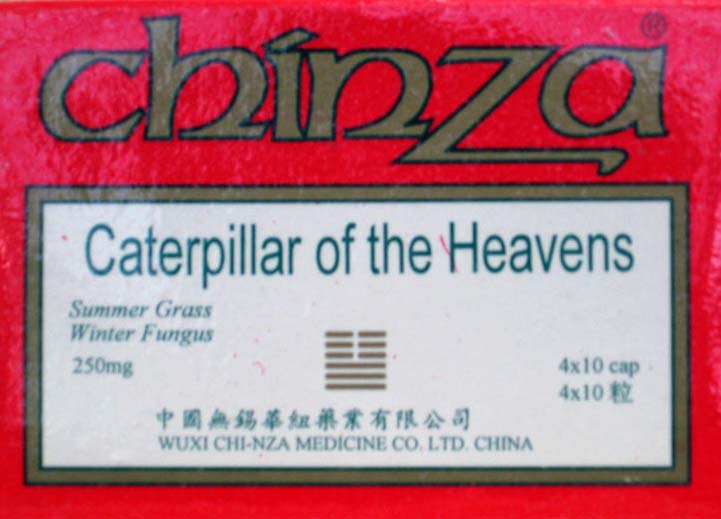 chinza®
Caterpillar of the Heavens
Summer Grass
Winter Fungus
250mg
4x10 cap
4x10 粒
中國無錫華紐藥業有限公司
WUXI CHI-NZA MEDICINE CO. LTD. CHINA